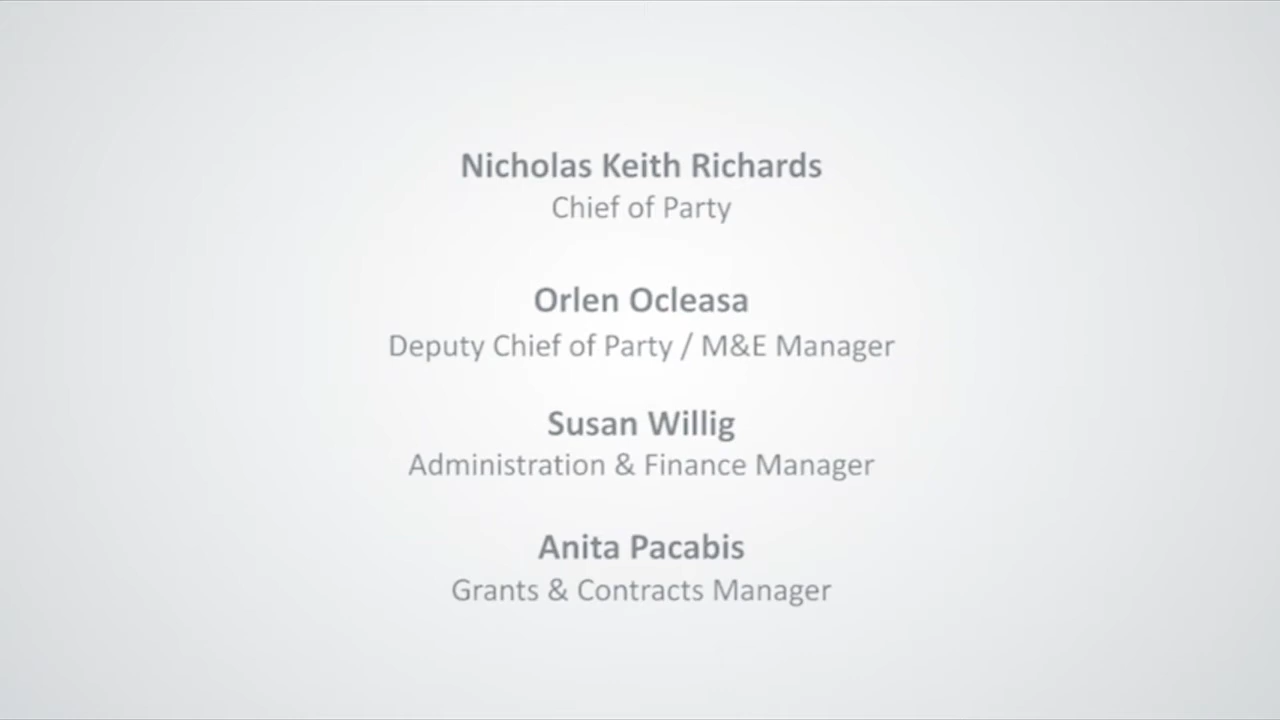 Nicholas Keith Richards
Chief of Party
Orlen Ocleasa
Deputy Chief of Party / M&E Manager
Susan Willig
Administration & Finance Manager
Anita Pacabis
Grants & Contracts Manager